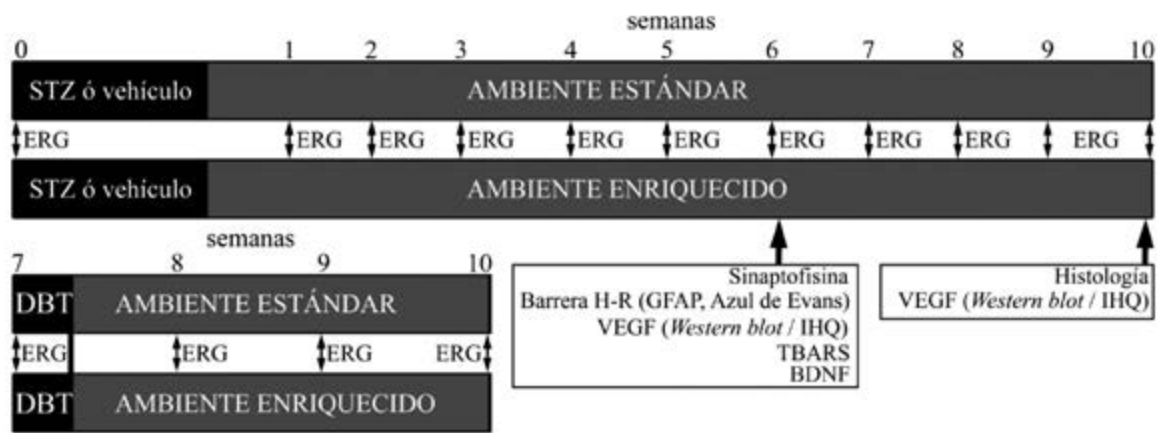 semanas
0 1 2 3 4 5 6 7 8 9 10
STZ ó vehículo AMBIENTE ESTÁNDAR
ERG ERG ERG ERG ERG ERG ERG ERG ERG ERG
STZ ó vehículo AMBIENTE ENRIQUECIDO
semanas
7 8 9 10
DBT AMBIENTE ESTÁNDAR
ERG ERG ERG ERG
DBT AMBIENTE ENRIQUECIDO
Sinaptofisina
Barrera H-R (GFAP, Azul de Evans)
VEGF (Western blot / IHQ)
TBARS
BDNF
Histología
VEGF (Western blot / IHQ)